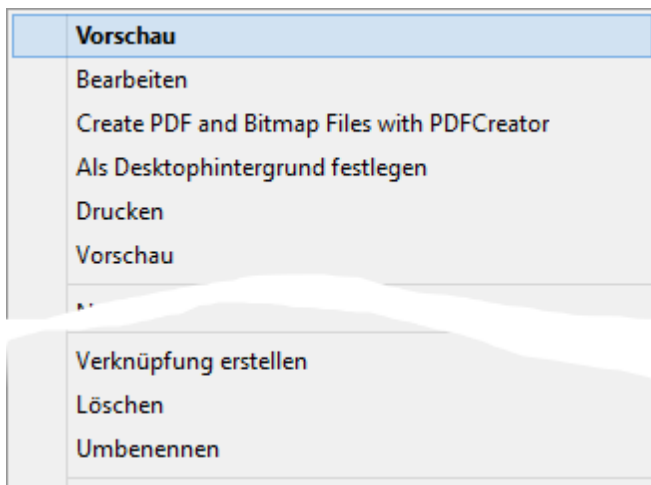 Vorschau
Bearbeiten
Create PDF and Bitmap Files with PDFCreator
Als Desktophintergrund festlegen
Drucken
Vorschau
Verknüpfung erstellen
Löschen
Umbenennen